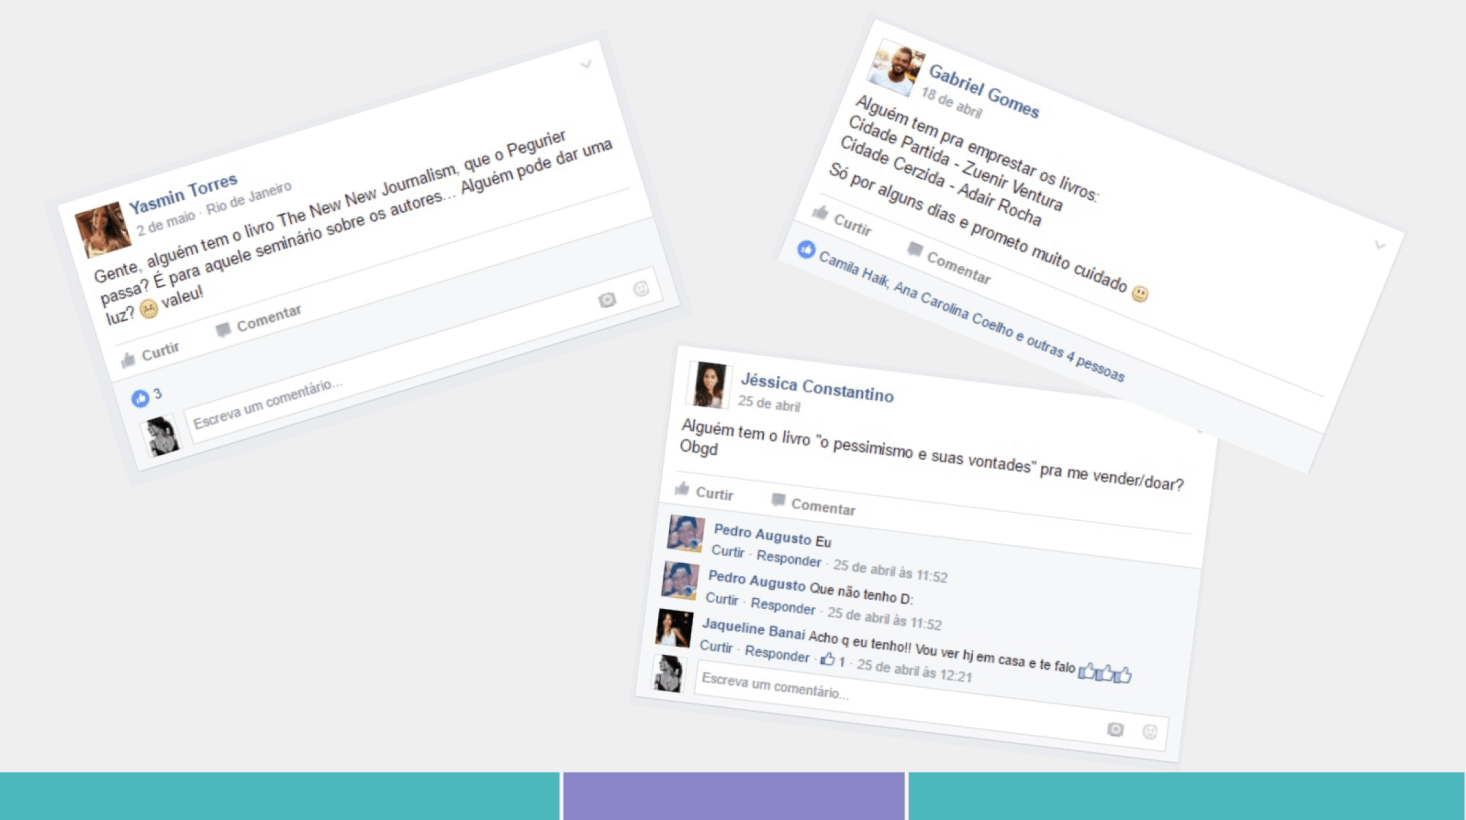 Yasmin Torres
2 de maio · Rio de Janeiro
Gente, alguém tem o livro The New New Journalism, que o Pegurier
passa? É para aquele seminário sobre os autores... Alguém pode dar uma
luz? valeu!
Curtir Comentar
3
Escreva um comentário...
Gabriel Gomes
18 de abril
Alguém tem pra emprestar os livros:
Cidade Partida - Zuenir Ventura
Cidade Cerzida - Adair Rocha
Só por alguns dias e prometo muito cuidado
Curtir Comentar
Camila Haik, Ana Carolina Coelho e outras 4 pessoas
Jéssica Constantino
25 de abril
Alguém tem o livro "o pessimismo e suas vontades" pra me vender/doar?
Obgd
Curtir Comentar
Pedro Augusto Eu
Curtir · Responder · 25 de abril às 11:52
Pedro Augusto Que não tenho D:
Curtir · Responder · 25 de abril às 11:52
Jaqueline Banai Acho q eu tenho!! Vou ver hj em casa e te falo
Curtir · Responder · 1 · 25 de abril às 12:21
Escreva um comentário...